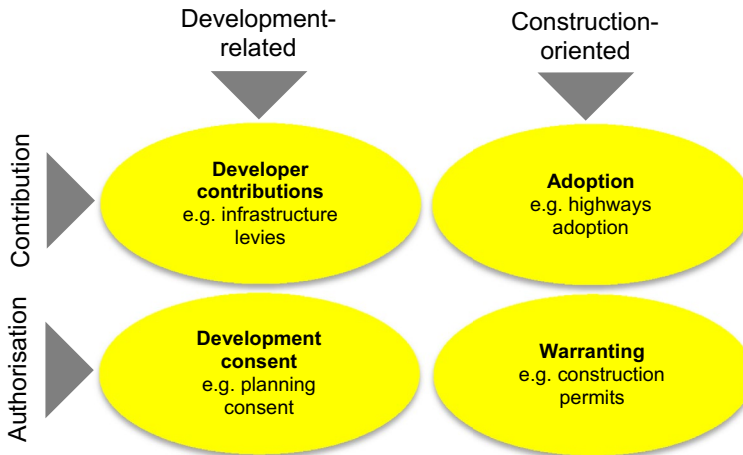 Development-
related
Construction-
oriented
Contribution
Developer
contributions
e.g. infrastructure
levies
Adoption
e.g. highways
adoption
Authorisation
Development
consent
e.g. planning
consent
Warranting
e.g. construction
permits